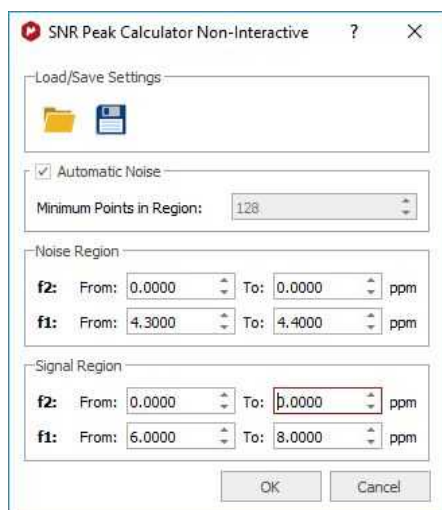 SNR Peak Calculator Non-Interactive ?
Load/Save Settings
Automatic Noise
Minimum Points in Region: 128
Noise Region
f2: From: 0.0000 To: 0.0000 ppm
f1: From: 4.3000 To: 4.4000 ppm
Signal Region
f2: From: 0.0000 To: 0.0000 ppm
f1: From: 6.0000 To: 8.0000 ppm
OK Cancel